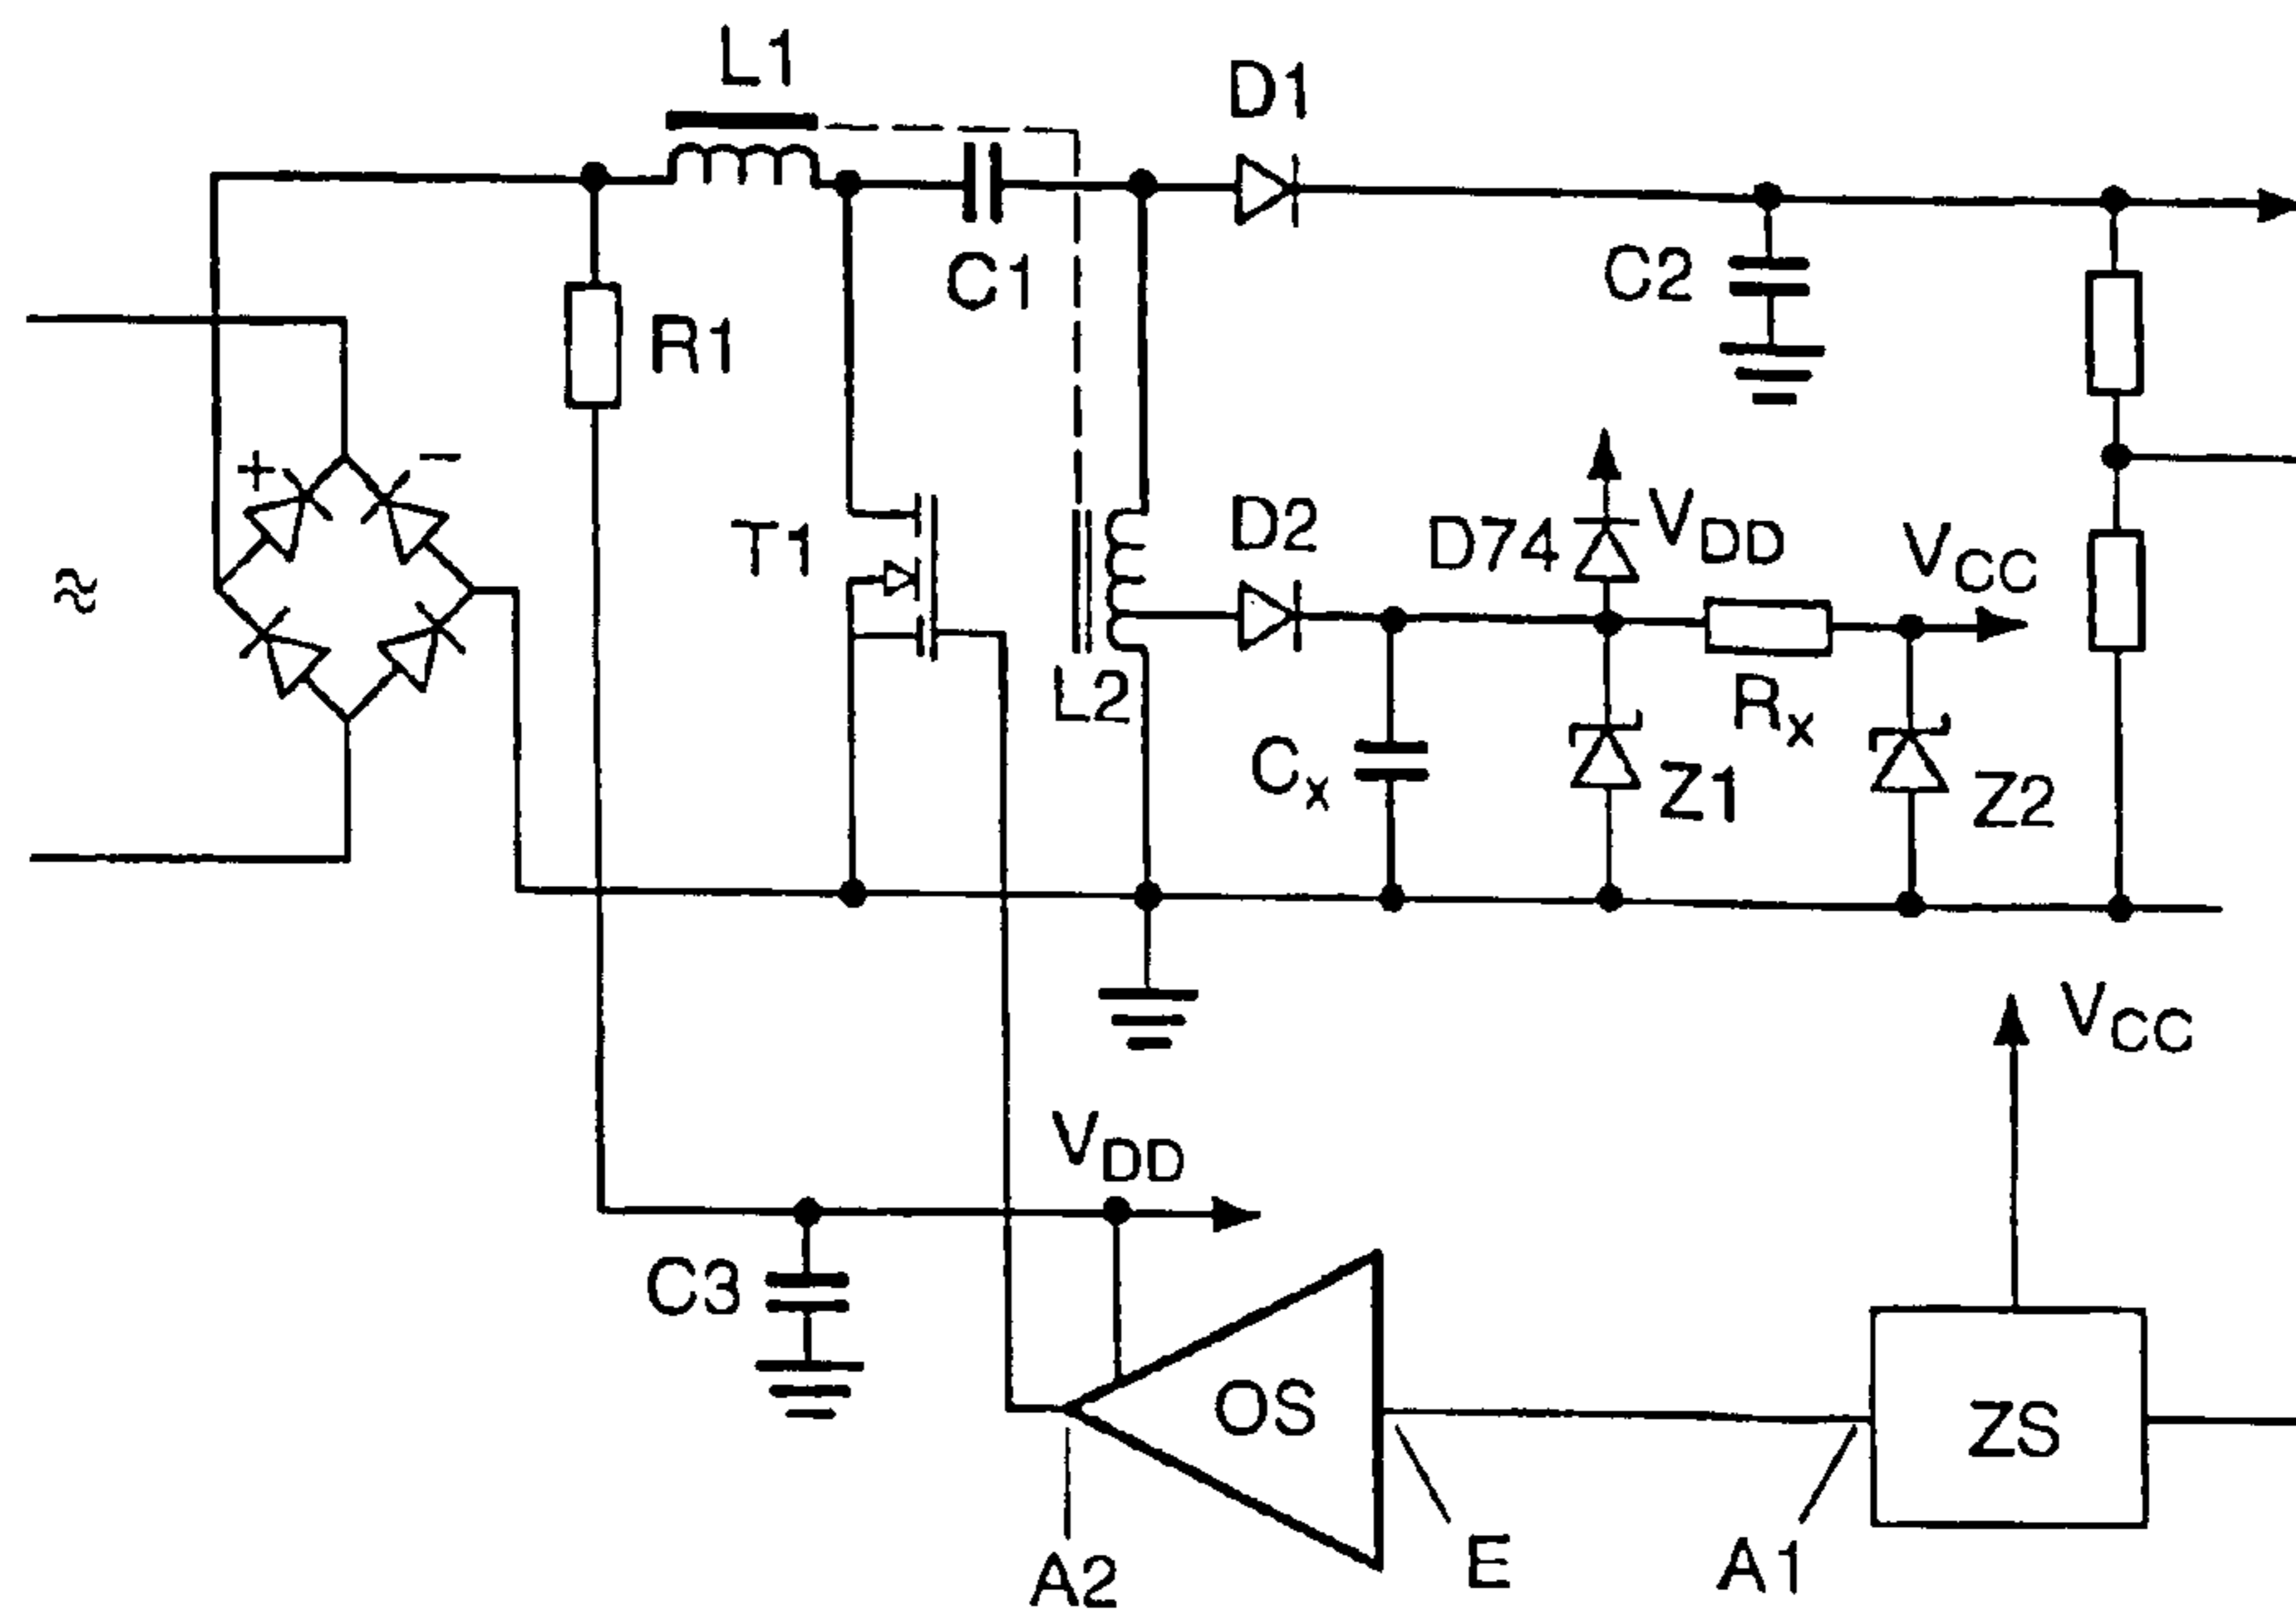 L1
D1
C1
C2
R1
+
−
≈
T1
D2
D74
VDD
VCC
L2
Cx
Z1
Rx
Z2
VCC
VDD
C3
OS
ZS
A2
E
A1